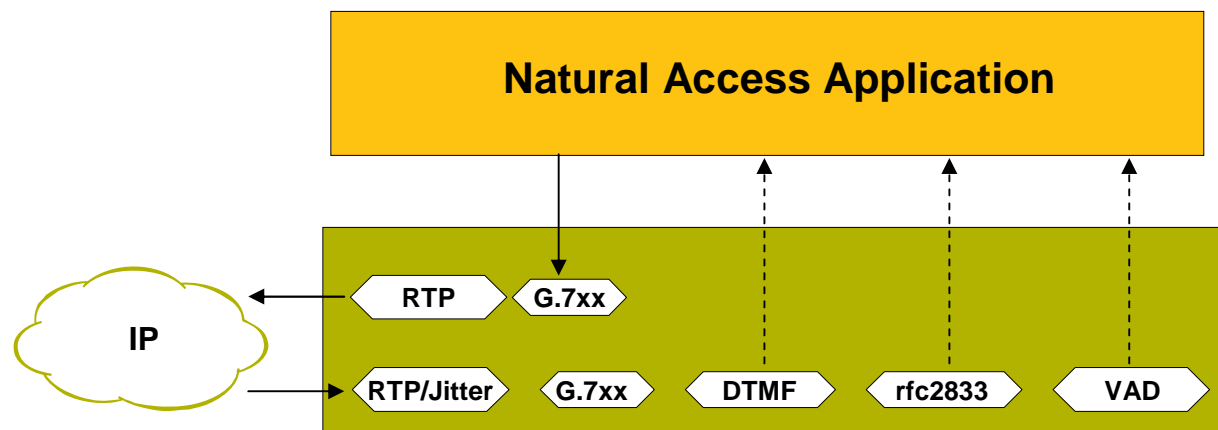 Natural Access Application
RTP
G.7xx
IP
RTP/Jitter
G.7xx
DTMF
rfc2833
VAD